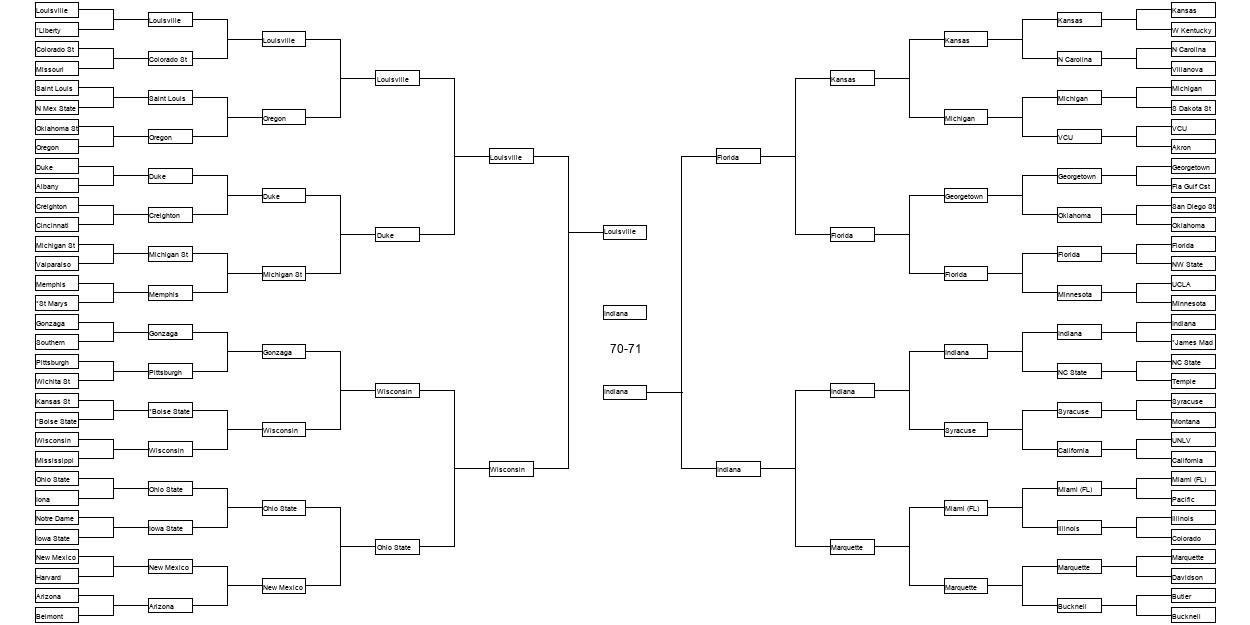 Louisville
*Liberty
Colorado St
Missouri
Saint Louis
N Mex State
Oklahoma St
Oregon
Duke
Albany
Creighton
Cincinnati
Michigan St
Valparaiso
Memphis
*St Marys
Gonzaga
Southern
Pittsburgh
Wichita St
Kansas St
*Boise State
Wisconsin
Mississippi
Ohio State
Iona
Notre Dame
Iowa State
New Mexico
Harvard
Arizona
Belmont
Louisville
Colorado St
Saint Louis
Oregon
Duke
Creighton
Michigan St
Memphis
Gonzaga
Pittsburgh
*Boise State
Wisconsin
Ohio State
Iowa State
New Mexico
Arizona
Louisville
Oregon
Duke
Michigan St
Gonzaga
Wisconsin
Ohio State
New Mexico
Louisville
Duke
Wisconsin
Ohio State
Louisville
Wisconsin
Louisville
Indiana
70-71
Indiana
Florida
Indiana
Kansas
Florida
Indiana
Marquette
Kansas
Michigan
Georgetown
Florida
Indiana
Syracuse
Miami (FL)
Marquette
Kansas
N Carolina
Michigan
VCU
Georgetown
Oklahoma
Florida
Minnesota
Indiana
NC State
Syracuse
California
Miami (FL)
Illinois
Marquette
Bucknell
Kansas
W Kentucky
N Carolina
Villanova
Michigan
S Dakota St
VCU
Akron
Georgetown
Fla Gulf Cst
San Diego St
Oklahoma
Florida
NW State
UCLA
Minnesota
Indiana
*James Mad
NC State
Temple
Syracuse
Montana
UNLV
California
Miami (FL)
Pacific
Illinois
Colorado
Marquette
Davidson
Butler
Bucknell